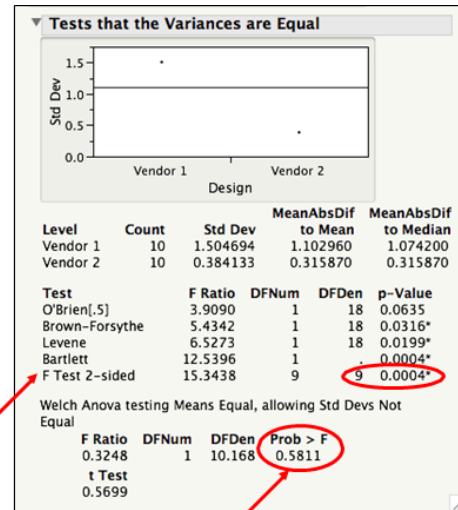 Tests that the Variances are Equal
1.5
1.0
0.5
0.0
Std Dev
Vendor 1 Vendor 2
Design
MeanAbsDif MeanAbsDif
Level Count Std Dev to Mean to Median
Vendor 1 10 1.504694 1.102960 1.074200
Vendor 2 10 0.384133 0.315870 0.315870
Test F Ratio DFNum DFDen p-Value
O'Brien[.5] 3.9090 1 18 0.0635
Brown-Forsythe 5.4342 1 18 0.0316*
Levene 6.5273 1 18 0.0199*
Bartlett 12.5396 1 . 0.0004*
F Test 2-sided 15.3438 9 9 0.0004*
Welch Anova testing Means Equal, allowing Std Devs Not
Equal
F Ratio DFNum DFDen Prob > F
0.3248 1 10.168 0.5811
t Test
0.5699